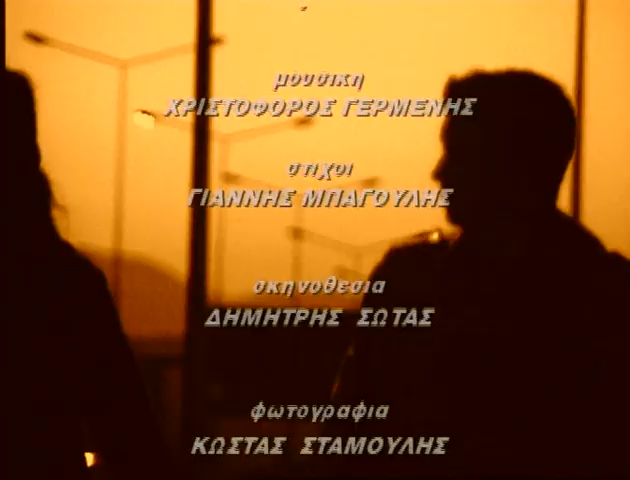 μουσικη
ΧΡΙΣΤΟΦΟΡΟΣ ΓΕΡΜΕΝΗΣ
στιχοι
ΓΙΑΝΝΗΣ ΜΠΑΓΟΥΛΗΣ
σκηνοθεσια
ΔΗΜΗΤΡΗΣ ΣΩΤΑΣ
φωτογραφια
ΚΩΣΤΑΣ ΣΤΑΜΟΥΛΗΣ